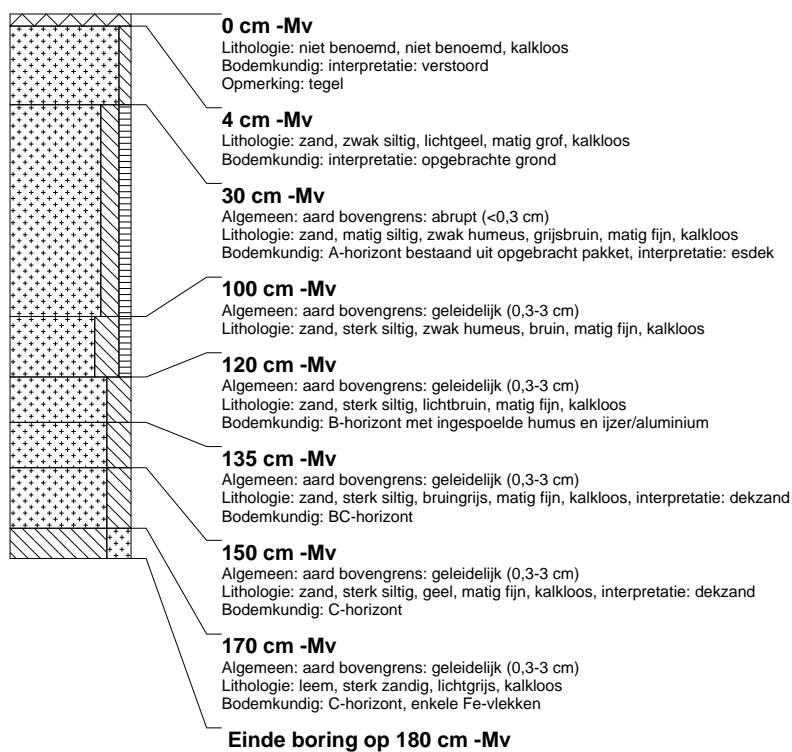 0 cm -Mv
Lithologie: niet benoemd, niet benoemd, kalkloos
Bodemkundig: interpretatie: verstoord
Opmerking: tegel
4 cm -Mv
Lithologie: zand, zwak siltig, lichtgeel, matig grof, kalkloos
Bodemkundig: interpretatie: opgebrachte grond
30 cm -Mv
Algemeen: aard bovengrens: abrupt (<0,3 cm)
Lithologie: zand, matig siltig, zwak humeus, grijsbruin, matig fijn, kalkloos
Bodemkundig: A-horizont bestaand uit opgebracht pakket, interpretatie: esdek
100 cm -Mv
Algemeen: aard bovengrens: geleidelijk (0,3-3 cm)
Lithologie: zand, sterk siltig, zwak humeus, bruin, matig fijn, kalkloos
120 cm -Mv
Algemeen: aard bovengrens: geleidelijk (0,3-3 cm)
Lithologie: zand, sterk siltig, lichtbruin, matig fijn, kalkloos
Bodemkundig: B-horizont met ingespoelde humus en ijzer/aluminium
135 cm -Mv
Algemeen: aard bovengrens: geleidelijk (0,3-3 cm)
Lithologie: zand, sterk siltig, bruingrijs, matig fijn, kalkloos, interpretatie: dekzand
Bodemkundig: BC-horizont
150 cm -Mv
Algemeen: aard bovengrens: geleidelijk (0,3-3 cm)
Lithologie: zand, sterk siltig, geel, matig fijn, kalkloos, interpretatie: dekzand
Bodemkundig: C-horizont
170 cm -Mv
Algemeen: aard bovengrens: geleidelijk (0,3-3 cm)
Lithologie: leem, sterk zandig, lichtgrijs, kalkloos
Bodemkundig: C-horizont, enkele Fe-vlekken
Einde boring op 180 cm -Mv